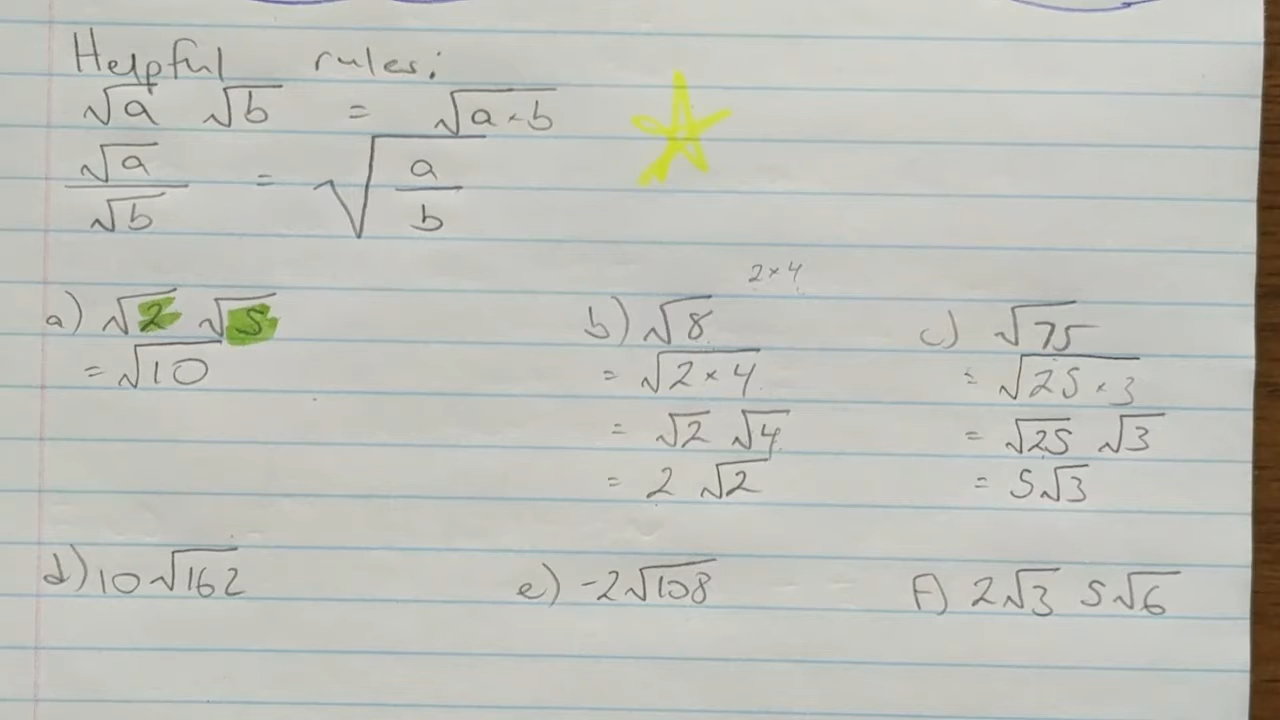 Helpful rules:
√a √b = √a×b
√a/√b = √a/b
2×4
a) √2 √5
= √10
b) √8
= √2×4
= √2 √4
= 2 √2
c) √75
= √25×3
= √25 √3
= 5√3
d) 10√162
e) -2√108
f) 2√3 5√6